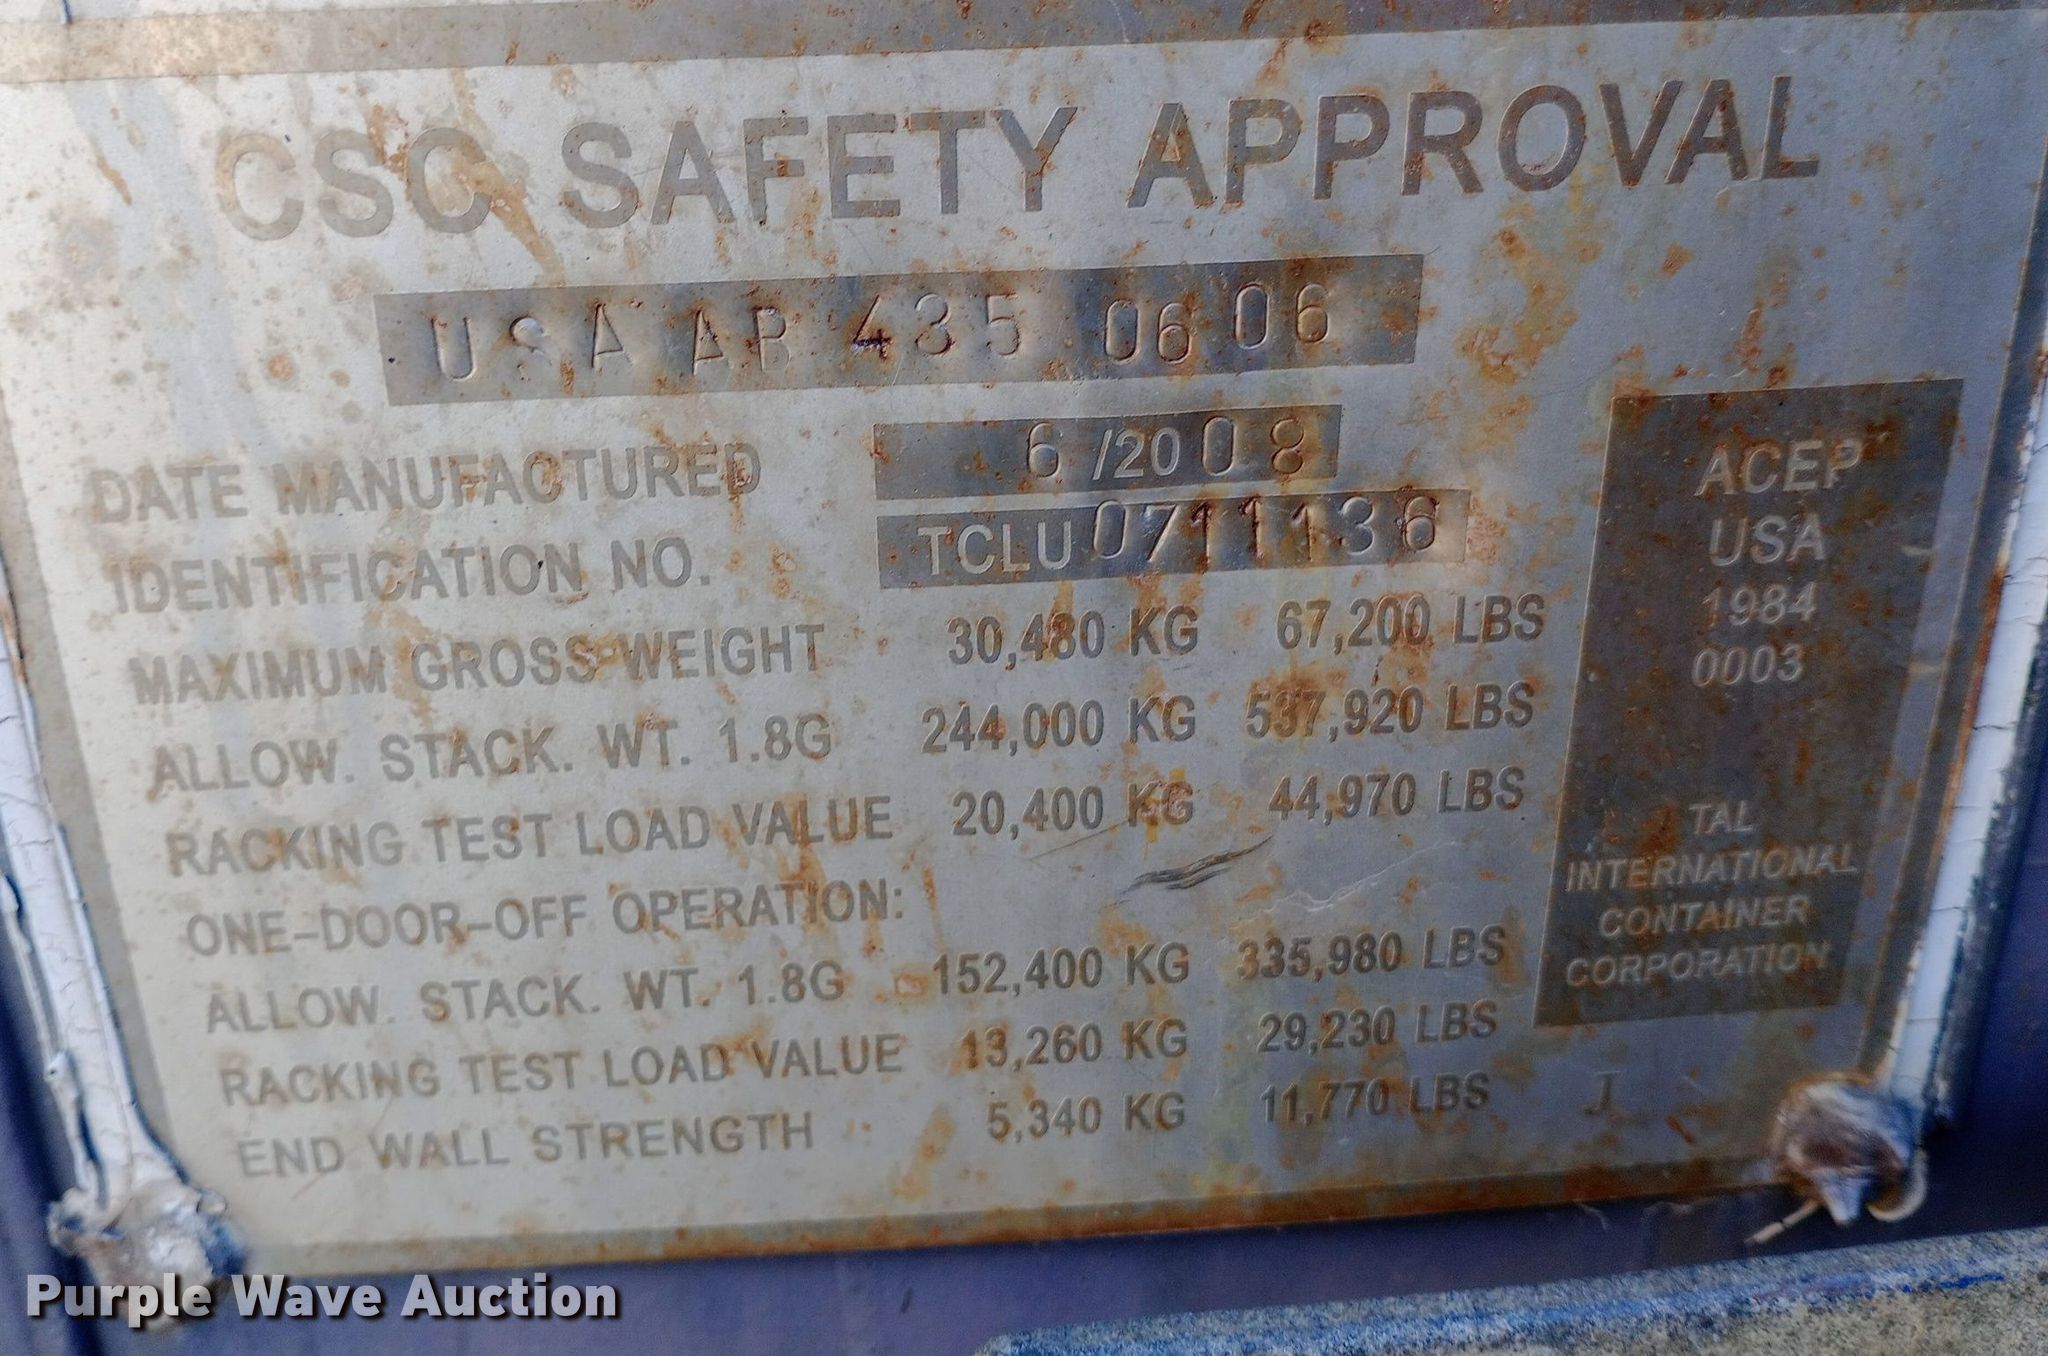 CSC SAFETY APPROVAL
USA AB 435 06 06
DATE MANUFACTURED 6/2008
IDENTIFICATION NO. TCLU 0711136
MAXIMUM GROSS WEIGHT 30,480 KG 67,200 LBS
ALLOW. STACK. WT. 1.8G 244,000 KG 537,920 LBS
RACKING TEST LOAD VALUE 20,400 KG 44,970 LBS
ONE-DOOR-OFF OPERATION:
ALLOW. STACK. WT. 1.8G 152,400 KG 335,980 LBS
RACKING TEST LOAD VALUE 13,260 KG 29,230 LBS
END WALL STRENGTH 5,340 KG 11,770 LBS
J
ACEP
USA
1984
0003
TAL
INTERNATIONAL
CONTAINER
CORPORATION
Purple Wave Auction